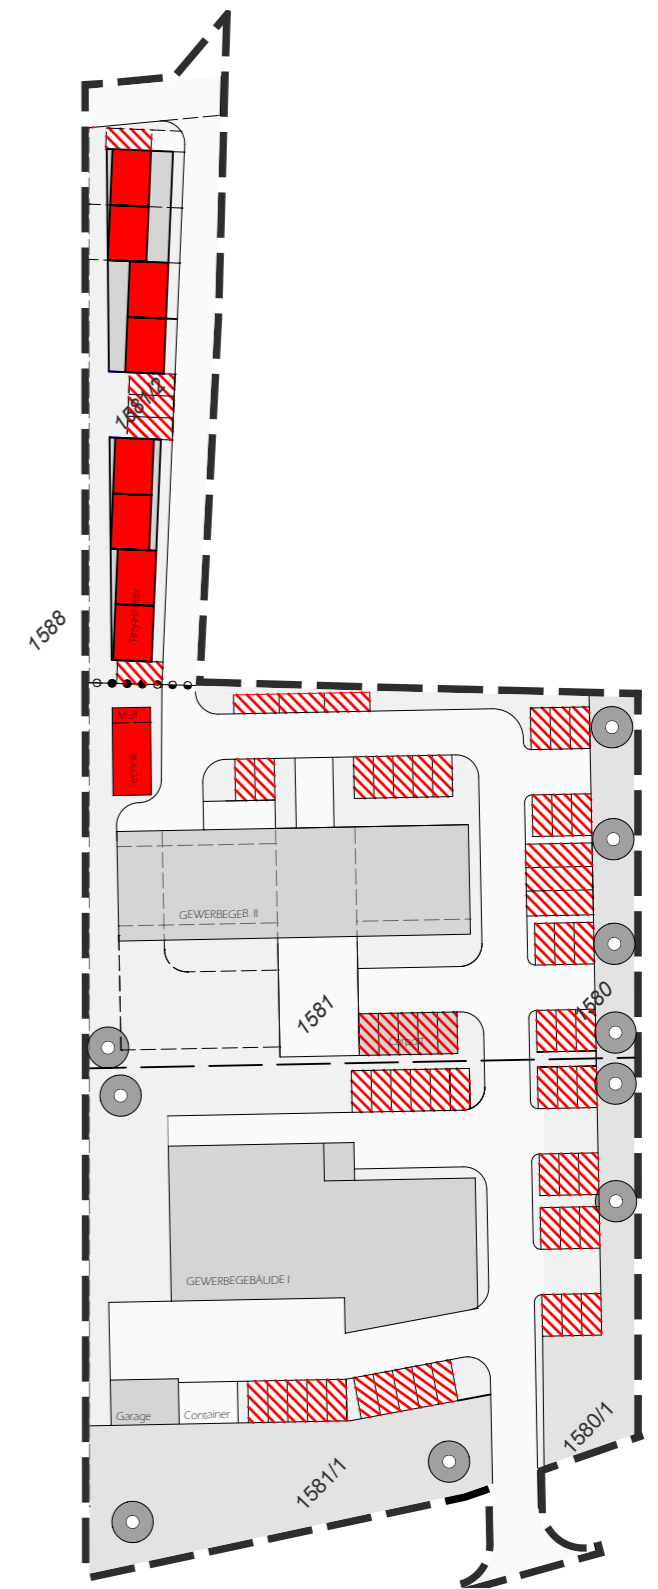 1581/2
1588
Tiny-Häuser
Müll
Technik
GEWERBEGEB. II
1581
1580
Carport
GEWERBEGEBÄUDE I
Garage
Container
1580/1
1581/1